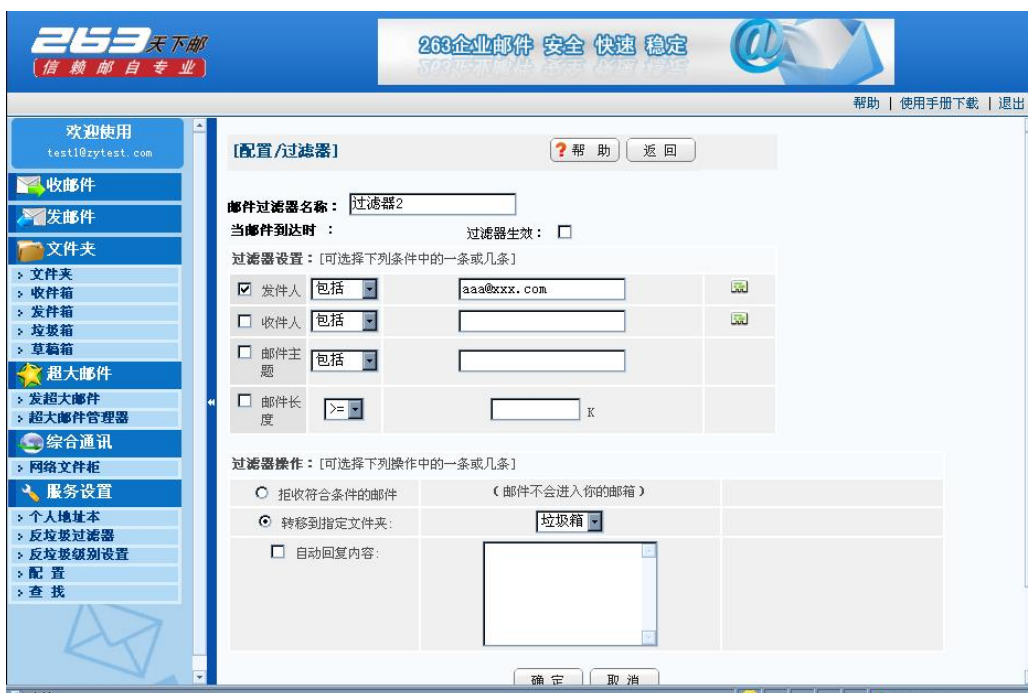 263天下邮
信赖邮自专业
263企业邮件 安全 快速 稳定
帮助 | 使用手册下载 | 退出
欢迎使用
test1@zytest.com
收邮件
发邮件
文件夹
文件夹
收件箱
发件箱
垃圾箱
草稿箱
超大邮件
发超大邮件
超大邮件管理器
综合通讯
网络文件柜
服务设置
个人地址本
反垃圾过滤器
反垃圾级别设置
配 置
查 找
[配置/过滤器]
? 帮 助 返 回
邮件过滤器名称： 过滤器2
当邮件到达时 ： 过滤器生效：
过滤器设置：[可选择下列条件中的一条或几条]
发件人 包括 aaa@xxx.com
收件人 包括
邮件主
题 包括
邮件长
度 >= K
过滤器操作：[可选择下列操作中的一条或几条]
拒收符合条件的邮件 （邮件不会进入你的邮箱）
转移到指定文件夹: 垃圾箱
自动回复内容:
确 定 取 消